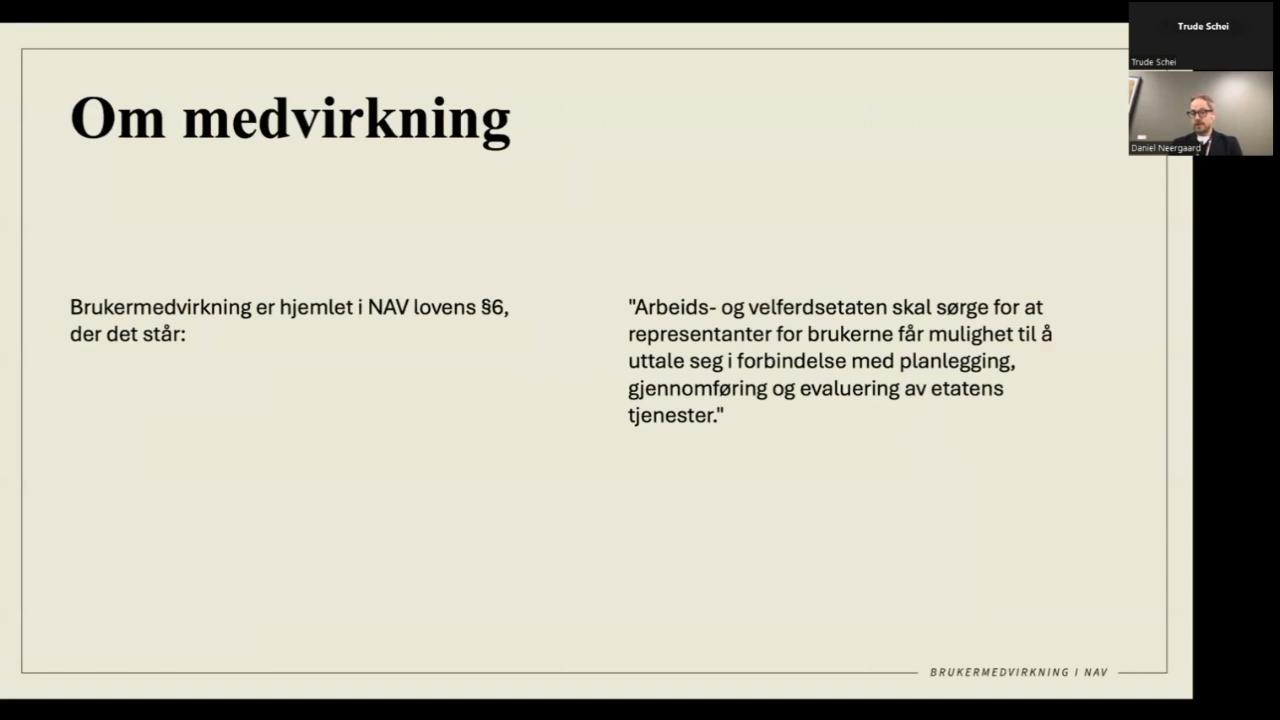 Om medvirkning
Brukermedvirkning er hjemlet i NAV lovens §6,
der det står:
"Arbeids- og velferdsetaten skal sørge for at
representanter for brukerne får mulighet til å
uttale seg i forbindelse med planlegging,
gjennomføring og evaluering av etatens
tjenester."
BRUKERMEDVIRKNING I NAV
Trude Schei
Trude Schei
Daniel Neergaard